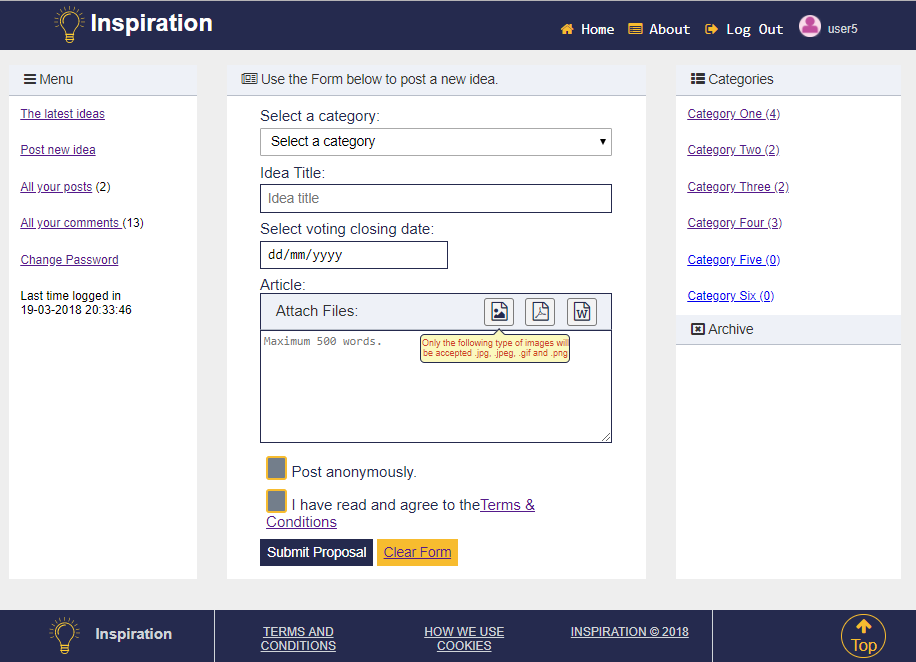 Inspiration
Home
About
Log Out
user5
Menu
The latest ideas
Post new idea
All your posts (2)
All your comments (13)
Change Password
Last time logged in
19-03-2018 20:33:46
Use the Form below to post a new idea.
Select a category:
Select a category
Idea Title:
Idea title
Select voting closing date:
dd/mm/yyyy
Article:
Attach Files:
W
Only the following type of images will
be accepted .jpg, .jpeg, .gif and .png
Maximum 500 words.
Post anonymously.
I have read and agree to theTerms &
Conditions
Submit Proposal
Clear Form
Categories
Category One (4)
Category Two (2)
Category Three (2)
Category Four (3)
Category Five (0)
Category Six (0)
Archive
Inspiration
TERMS AND
CONDITIONS
HOW WE USE
COOKIES
INSPIRATION © 2018
Top